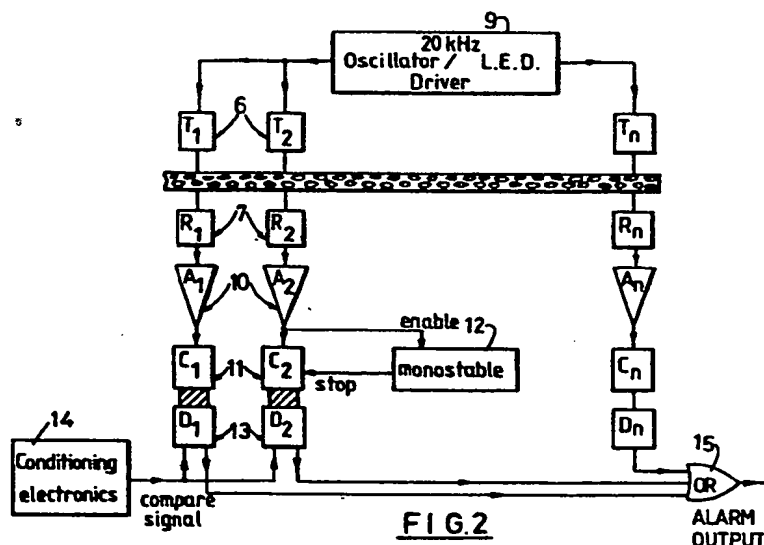 9
20 kHz
Oscillator / L.E.D.
Driver
6
T1 T2 Tn
7
R1 R2 Rn
10
A1 A2 An
enable 12
C1 11 C2 stop monostable Cn
14
D1 13 D2 Dn
Conditioning
electronics
15
OR
compare
signal
FIG.2
ALARM
OUTPUT